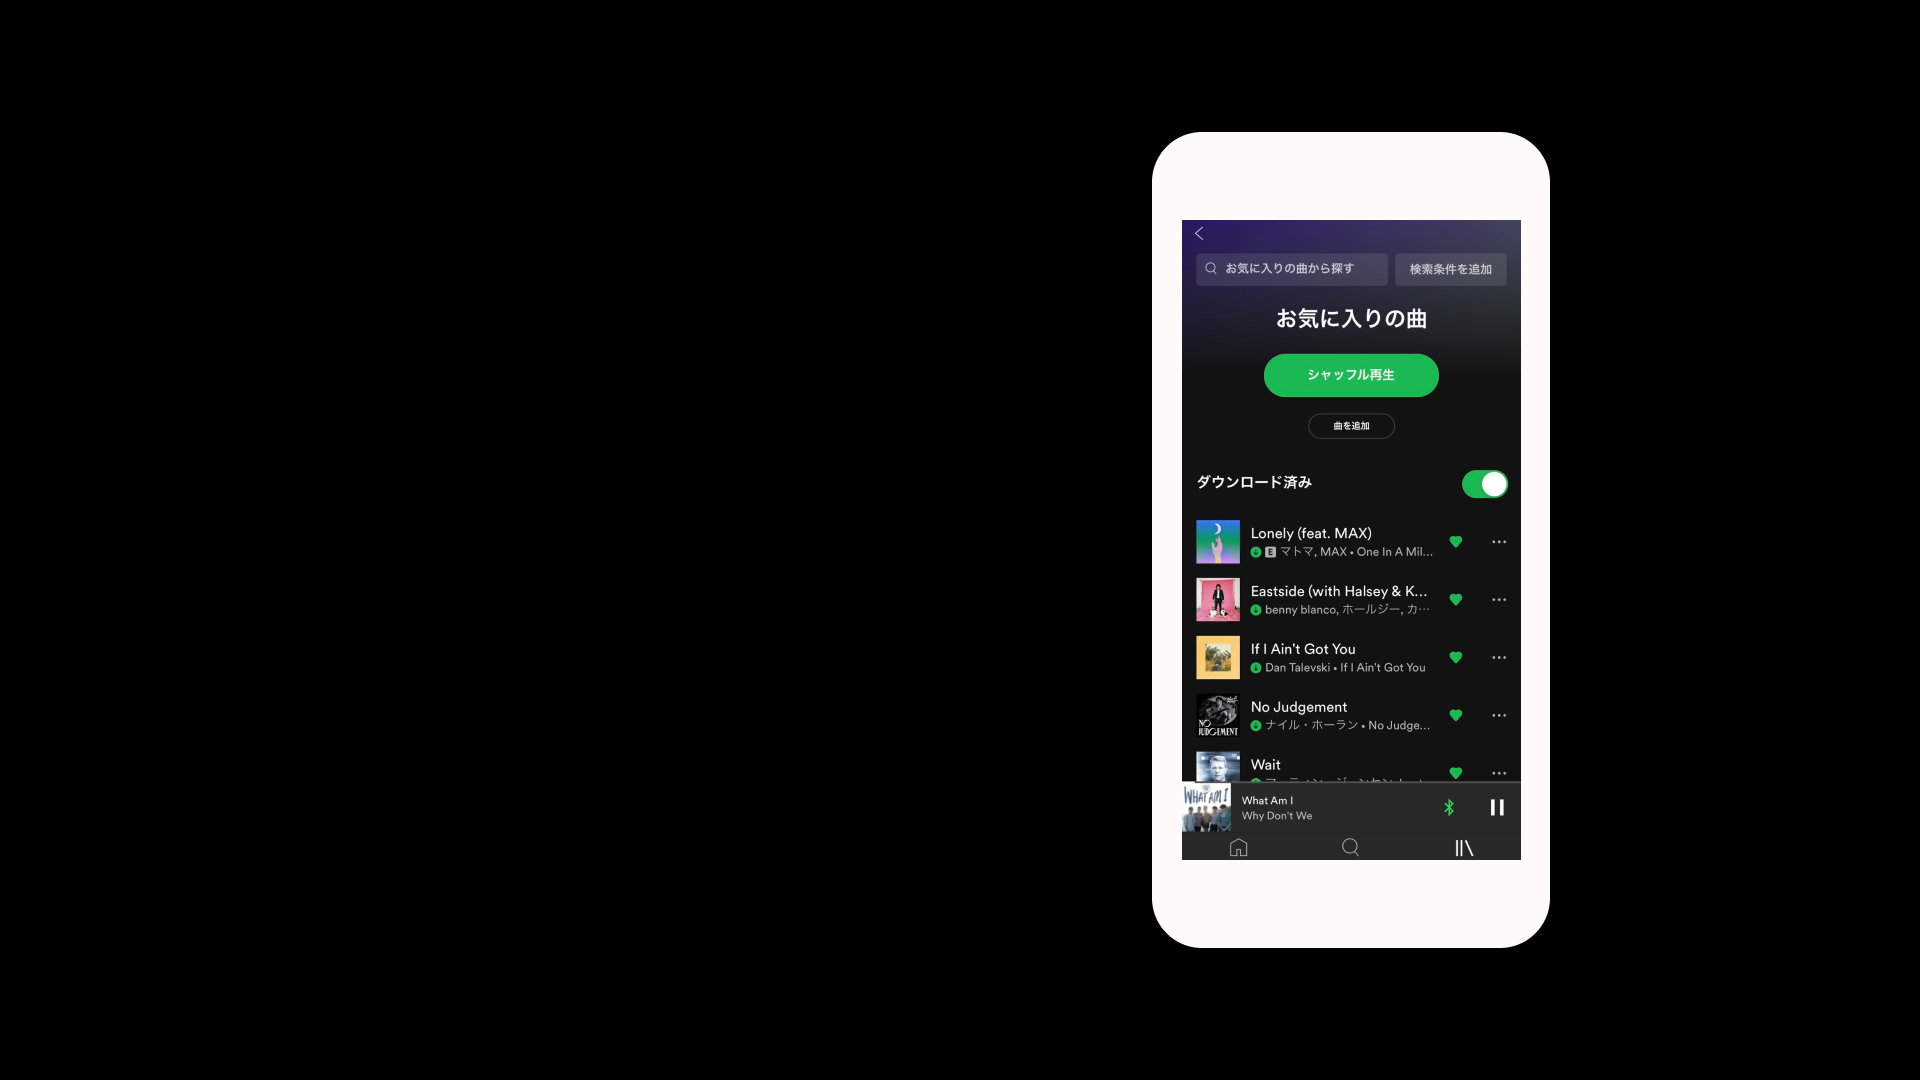 お気に入りの曲から探す
検索条件を追加
お気に入りの曲
シャッフル再生
曲を追加
ダウンロード済み
Lonely (feat. MAX)
E マトマ, MAX • One In A Mil...
Eastside (with Halsey & K...
benny blanco, ホールジー, カ...
If I Ain't Got You
Dan Talevski • If I Ain't Got You
No Judgement
ナイル・ホーラン • No Judge...
NO
JUDGEMENT
Wait
WHAT AM I
What Am I
Why Don't We